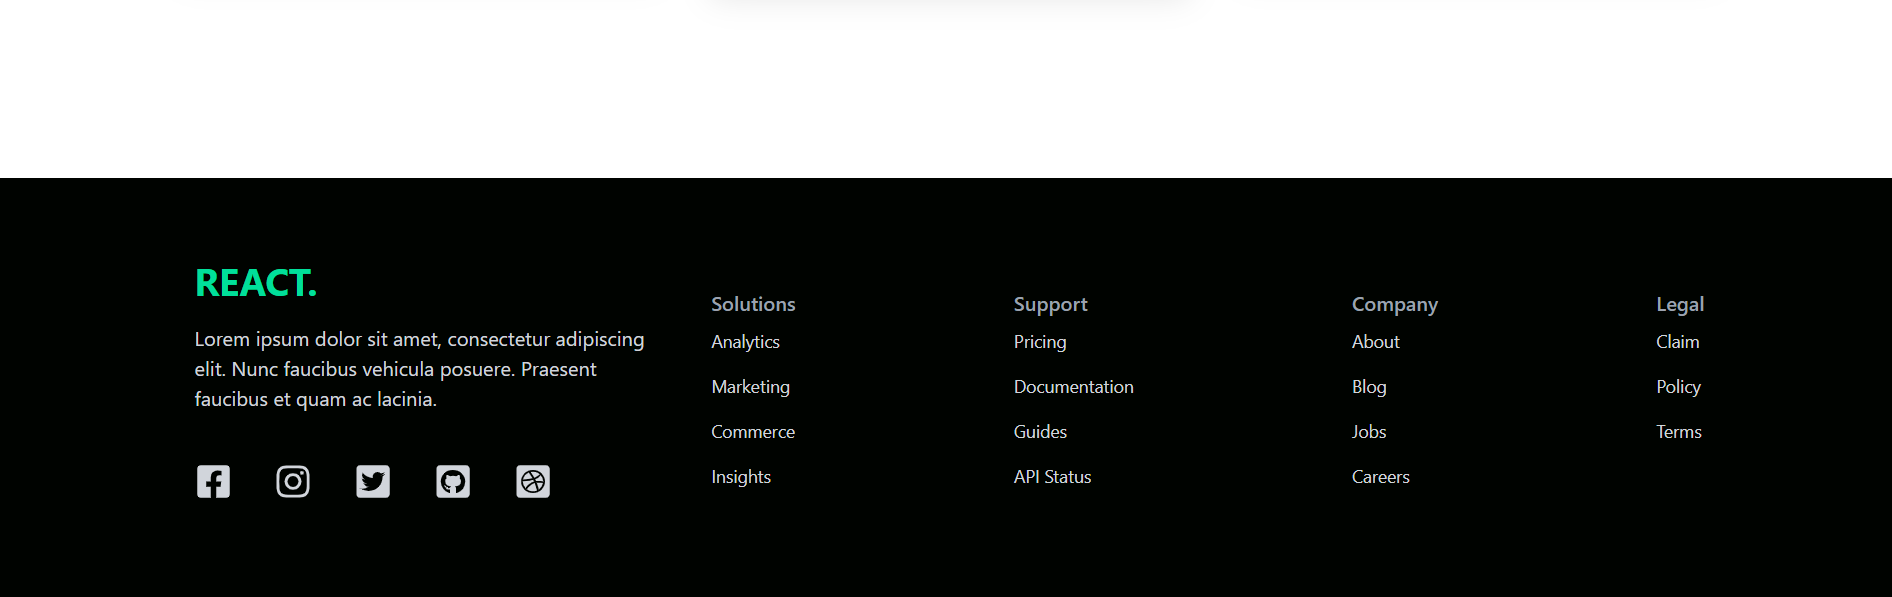 REACT.
Lorem ipsum dolor sit amet, consectetur adipiscing
elit. Nunc faucibus vehicula posuere. Praesent
faucibus et quam ac lacinia.
Solutions
Analytics
Marketing
Commerce
Insights
Support
Pricing
Documentation
Guides
API Status
Company
About
Blog
Jobs
Careers
Legal
Claim
Policy
Terms